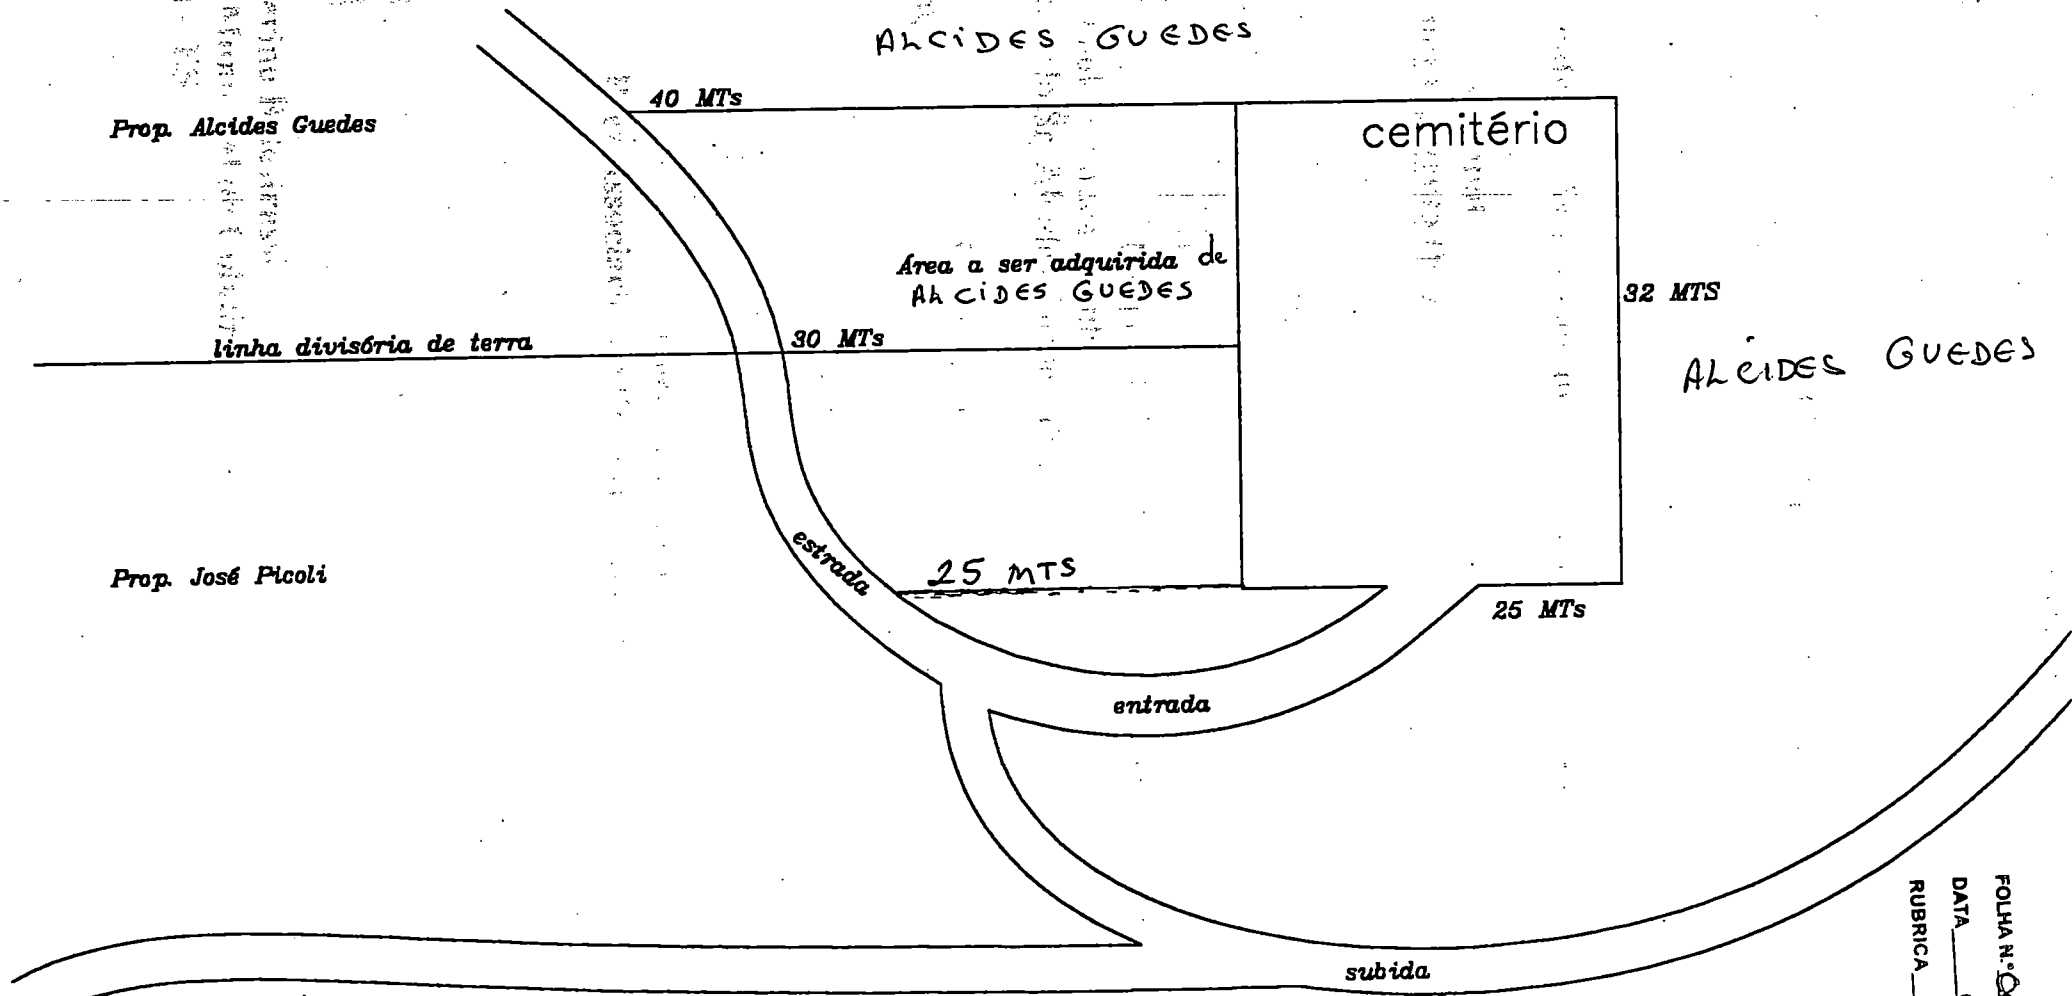 ALCIDES GUEDES
40 MTs
Prop. Alcides Guedes
cemitério
Área a ser adquirida de
ALCIDES GUEDES
32 MTS
linha divisória de terra
30 MTs
ALCIDES GUEDES
estrada
25 MTS
Prop. José Picoli
25 MTs
entrada
subida
FOLHA N.º
DATA
RUBRICA